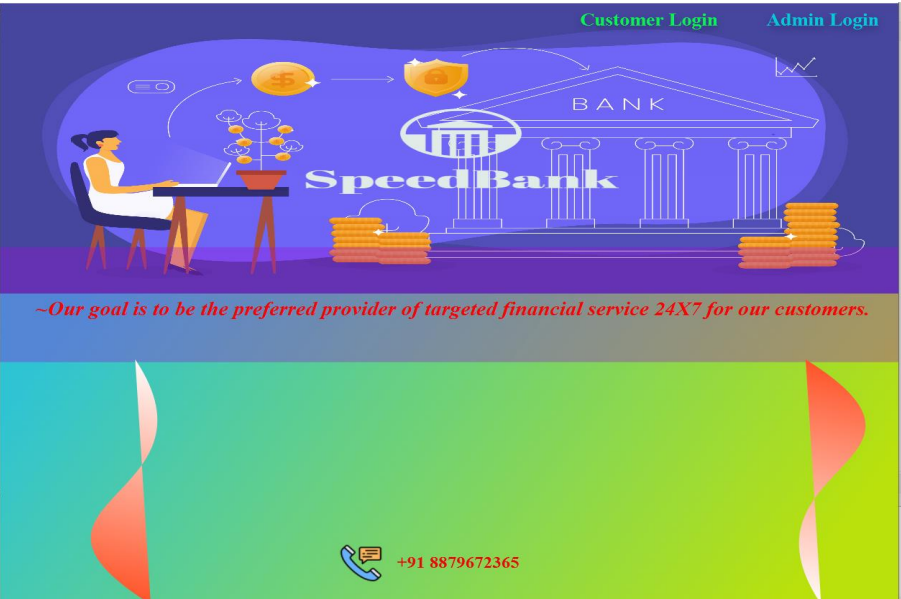 Customer Login Admin Login
BANK
SpeedBank
~Our goal is to be the preferred provider of targeted financial service 24X7 for our customers.
+91 8879672365